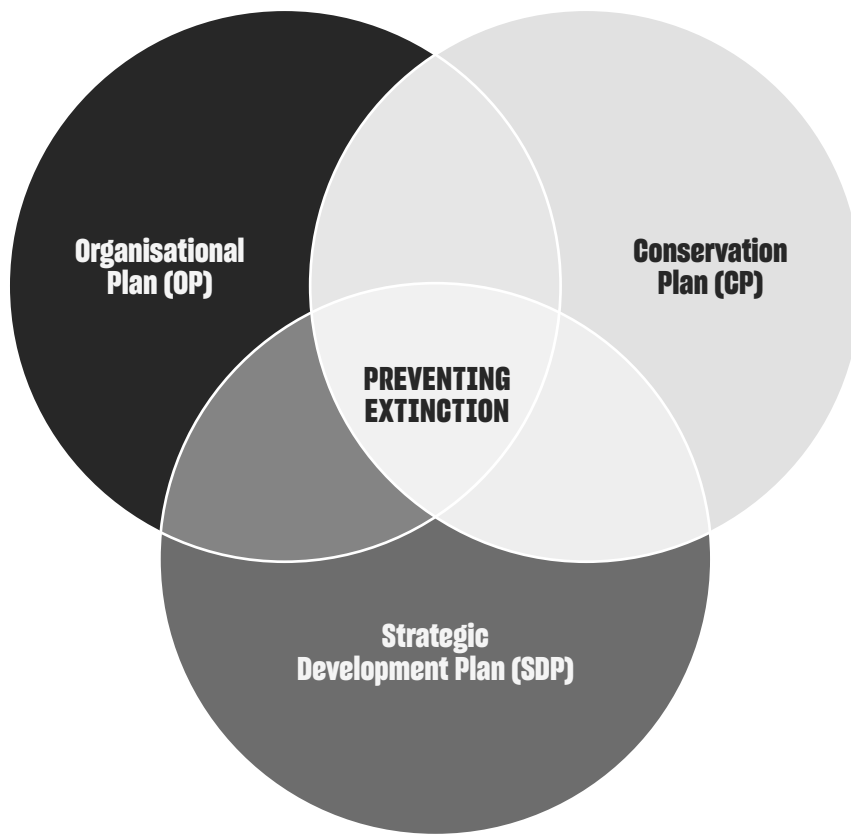 Organisational
Plan (OP)
Conservation
Plan (CP)
PREVENTING
EXTINCTION
Strategic
Development Plan (SDP)